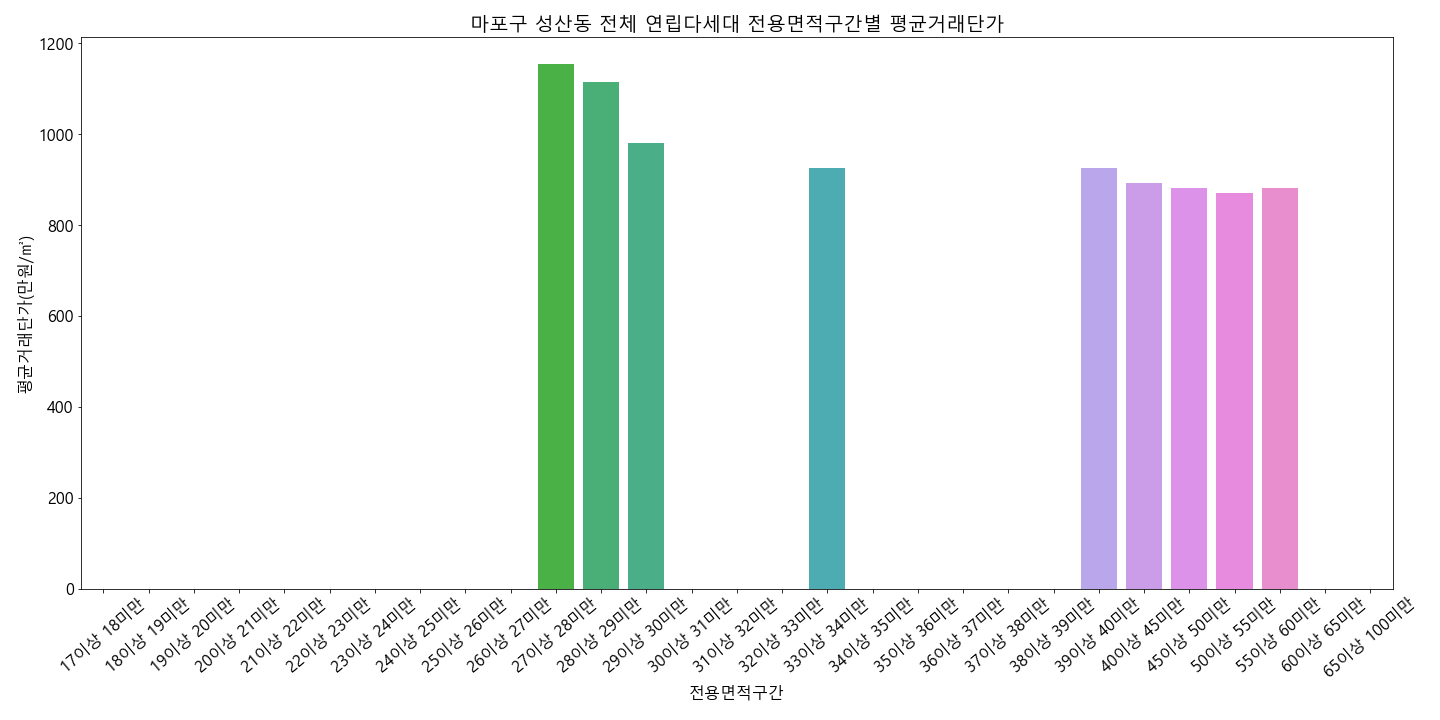 마포구 성산동 전체 연립다세대 전용면적구간별 평균거래단가
평균거래단가(만원/㎡)
1200
1000
800
600
400
200
0
17이상 18미만
18이상 19미만
19이상 20미만
20이상 21미만
21이상 22미만
22이상 23미만
23이상 24미만
24이상 25미만
25이상 26미만
26이상 27미만
27이상 28미만
28이상 29미만
29이상 30미만
30이상 31미만
31이상 32미만
32이상 33미만
33이상 34미만
34이상 35미만
35이상 36미만
36이상 37미만
37이상 38미만
38이상 39미만
39이상 40미만
40이상 45미만
45이상 50미만
50이상 55미만
55이상 60미만
60이상 65미만
65이상 100미만
전용면적구간